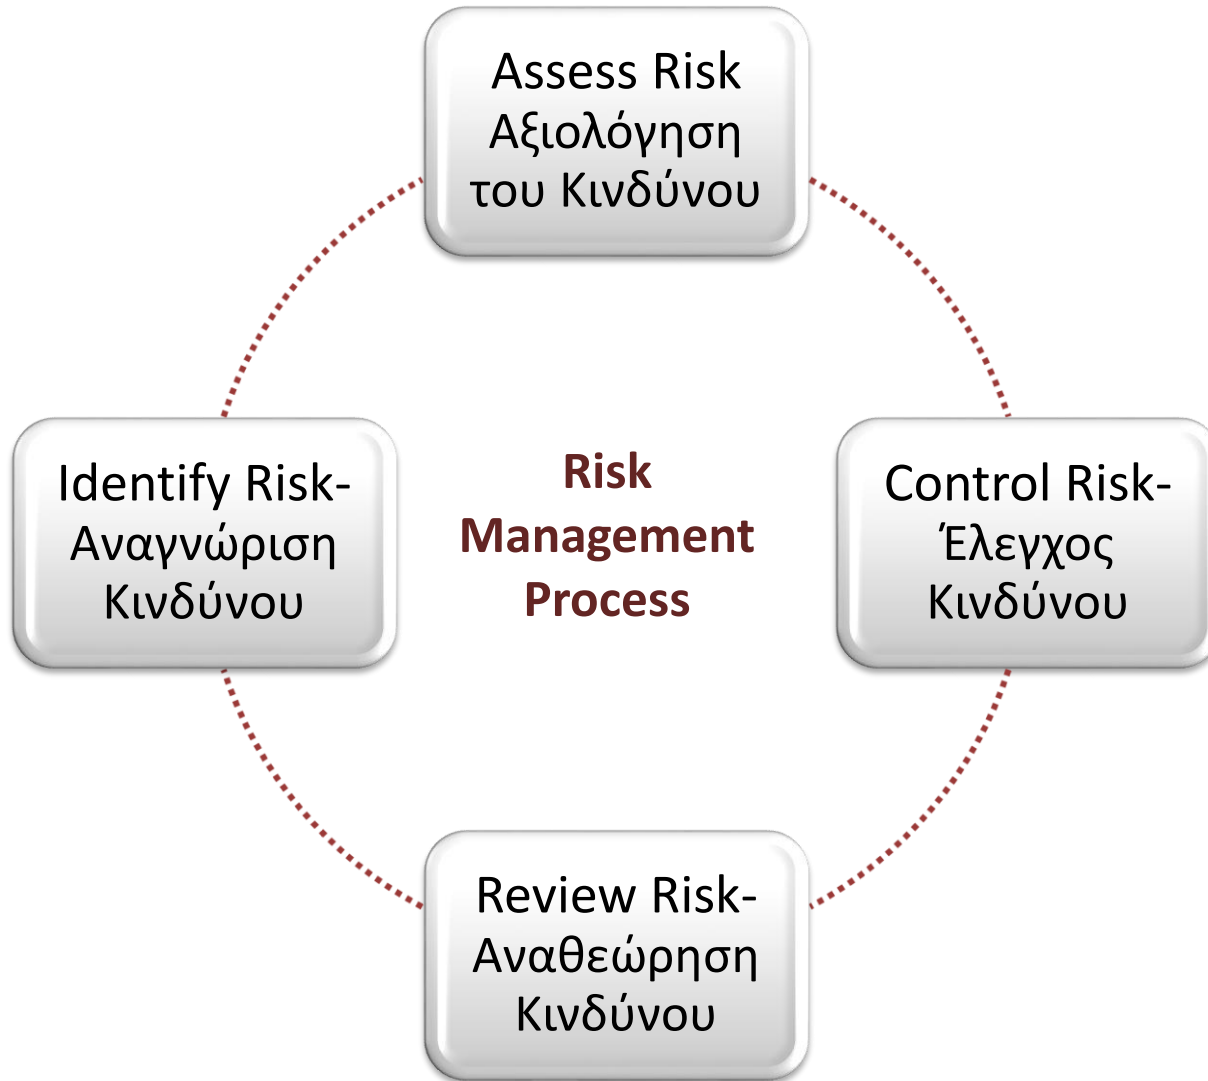 Assess Risk
Αξιολόγηση
του Κινδύνου
Identify Risk-
Αναγνώριση
Κινδύνου
Risk
Management
Process
Control Risk-
Έλεγχος
Κινδύνου
Review Risk-
Αναθεώρηση
Κινδύνου